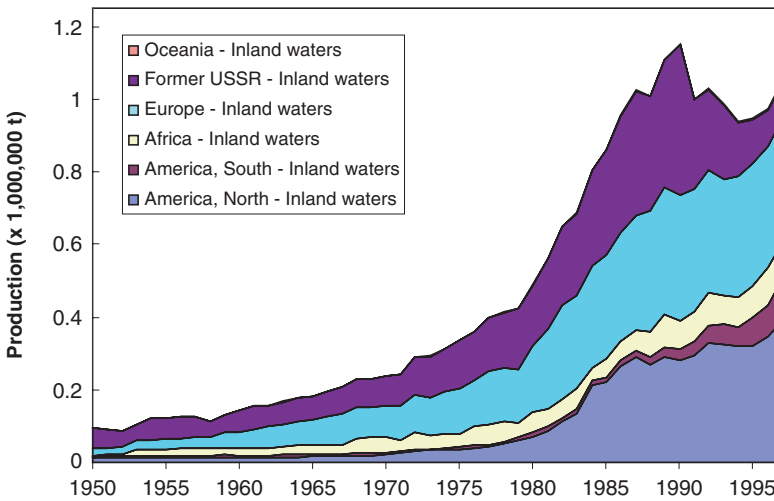 Production (x 1,000,000 t)
1.2
1
0.8
0.6
0.4
0.2
0
Oceania - Inland waters
Former USSR - Inland waters
Europe - Inland waters
Africa - Inland waters
America, South - Inland waters
America, North - Inland waters
1950 1955 1960 1965 1970 1975 1980 1985 1990 1995